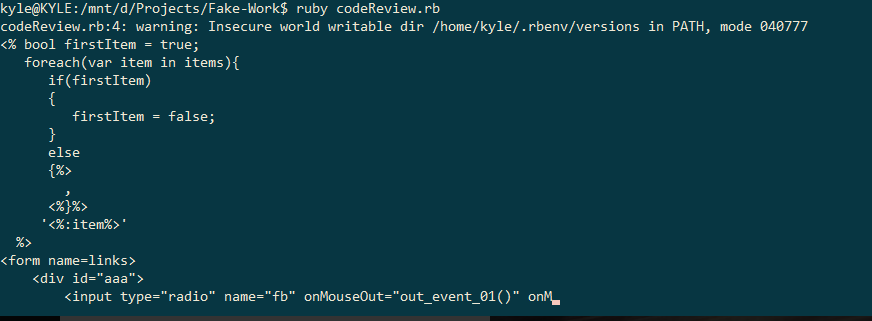 kyle@KYLE:/mnt/d/Projects/Fake-Work$ ruby codeReview.rb
codeReview.rb:4: warning: Insecure world writable dir /home/kyle/.rbenv/versions in PATH, mode 040777
<% bool firstItem = true;
   foreach(var item in items){
      if(firstItem)
      {
         firstItem = false;
      }
      else
      {%>
        ,
      <%}%>
     '<%:item%>'
  %>
<form name=links>
    <div id="aaa">
        <input type="radio" name="fb" onMouseOut="out_event_01()" onM